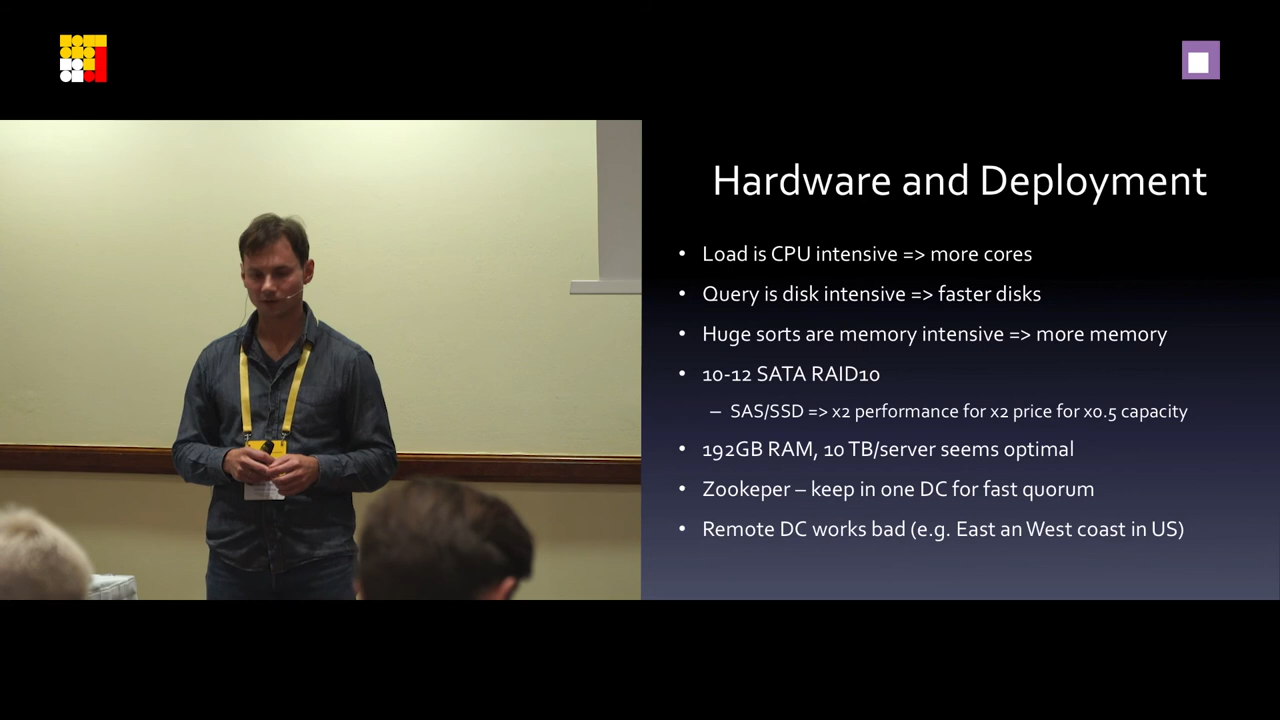 Hardware and Deployment
• Load is CPU intensive => more cores
• Query is disk intensive => faster disks
• Huge sorts are memory intensive => more memory
• 10-12 SATA RAID10
– SAS/SSD => x2 performance for x2 price for x0.5 capacity
• 192GB RAM, 10 TB/server seems optimal
• Zookeper – keep in one DC for fast quorum
• Remote DC works bad (e.g. East an West coast in US)